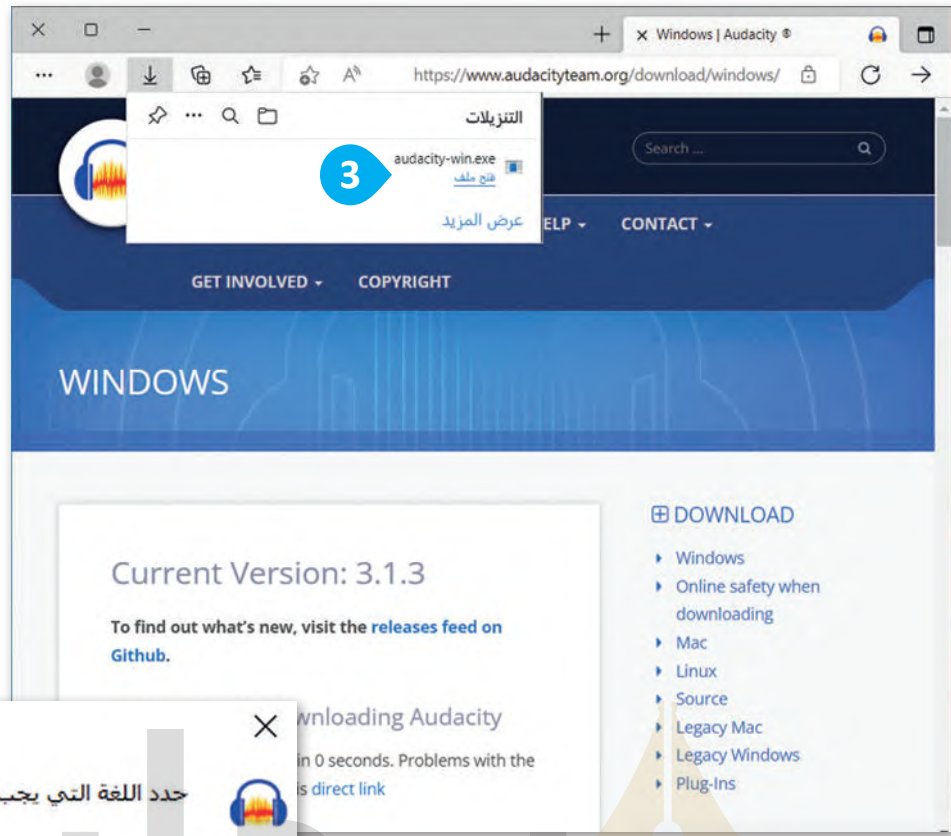 Windows | Audacity ®
https://www.audacityteam.org/download/windows/
التنزيلات
audacity-win.exe
فتح ملف
عرض المزيد
3
Search ...
ELP
CONTACT
GET INVOLVED
COPYRIGHT
WINDOWS
Current Version: 3.1.3
To find out what's new, visit the releases feed on
Github.
wnloading Audacity
in 0 seconds. Problems with the
is direct link
DOWNLOAD
Windows
Online safety when
downloading
Mac
Linux
Source
Legacy Mac
Legacy Windows
Plug-Ins
حدد اللغة التي يجب